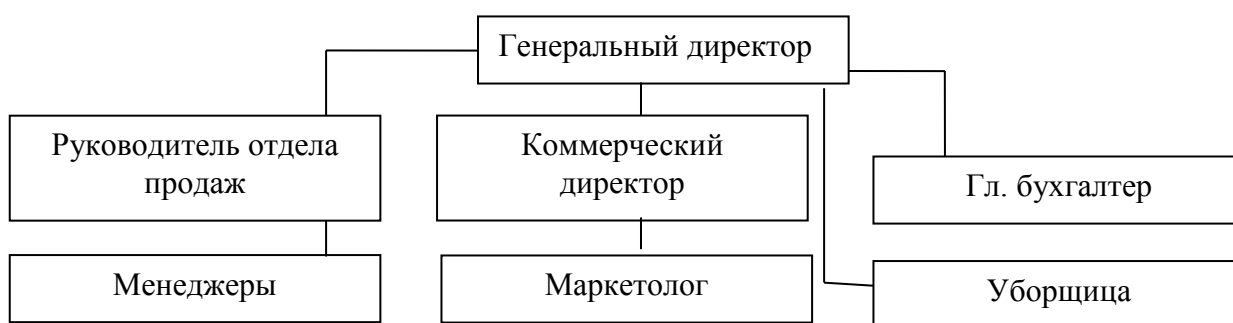 Генеральный директор
Руководитель отдела
продаж
Коммерческий
директор
Гл. бухгалтер
Менеджеры
Маркетолог
Уборщица